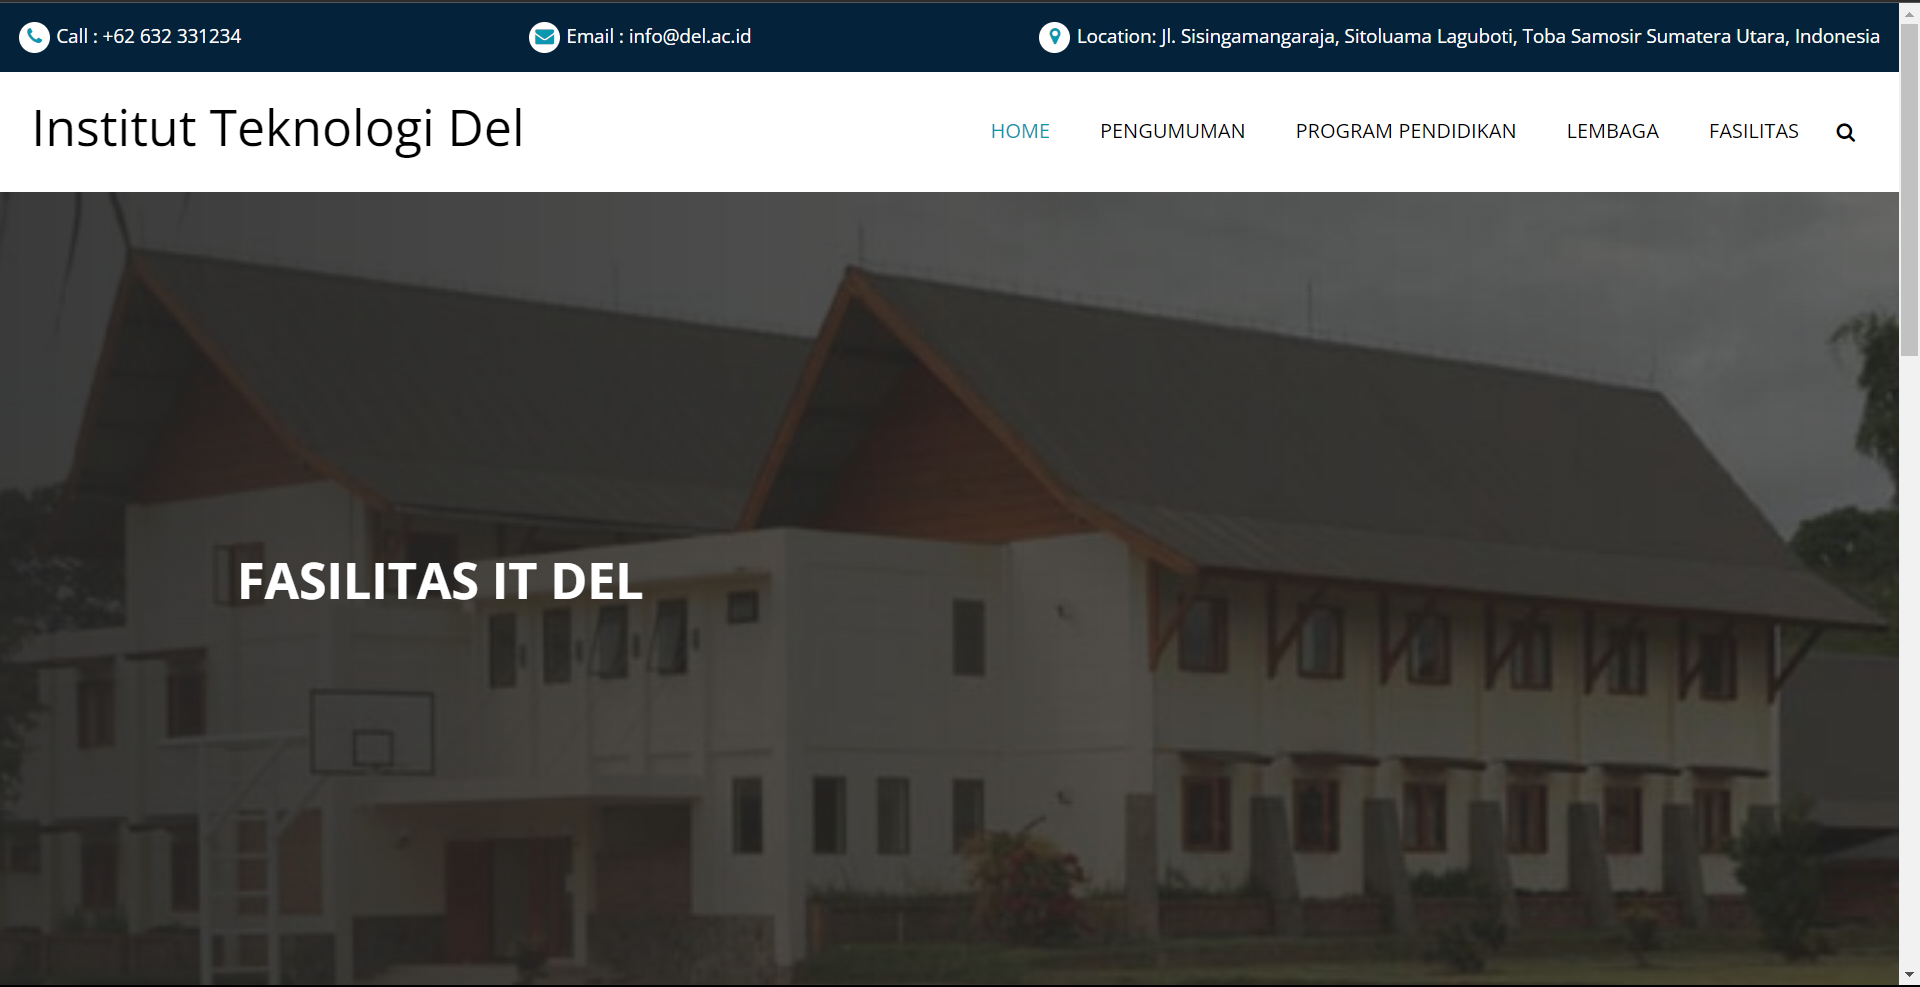 Call : +62 632 331234
Email : info@del.ac.id
Location: Jl. Sisingamangaraja, Sitoluama Laguboti, Toba Samosir Sumatera Utara, Indonesia
Institut Teknologi Del
HOME
PENGUMUMAN
PROGRAM PENDIDIKAN
LEMBAGA
FASILITAS
FASILITAS IT DEL